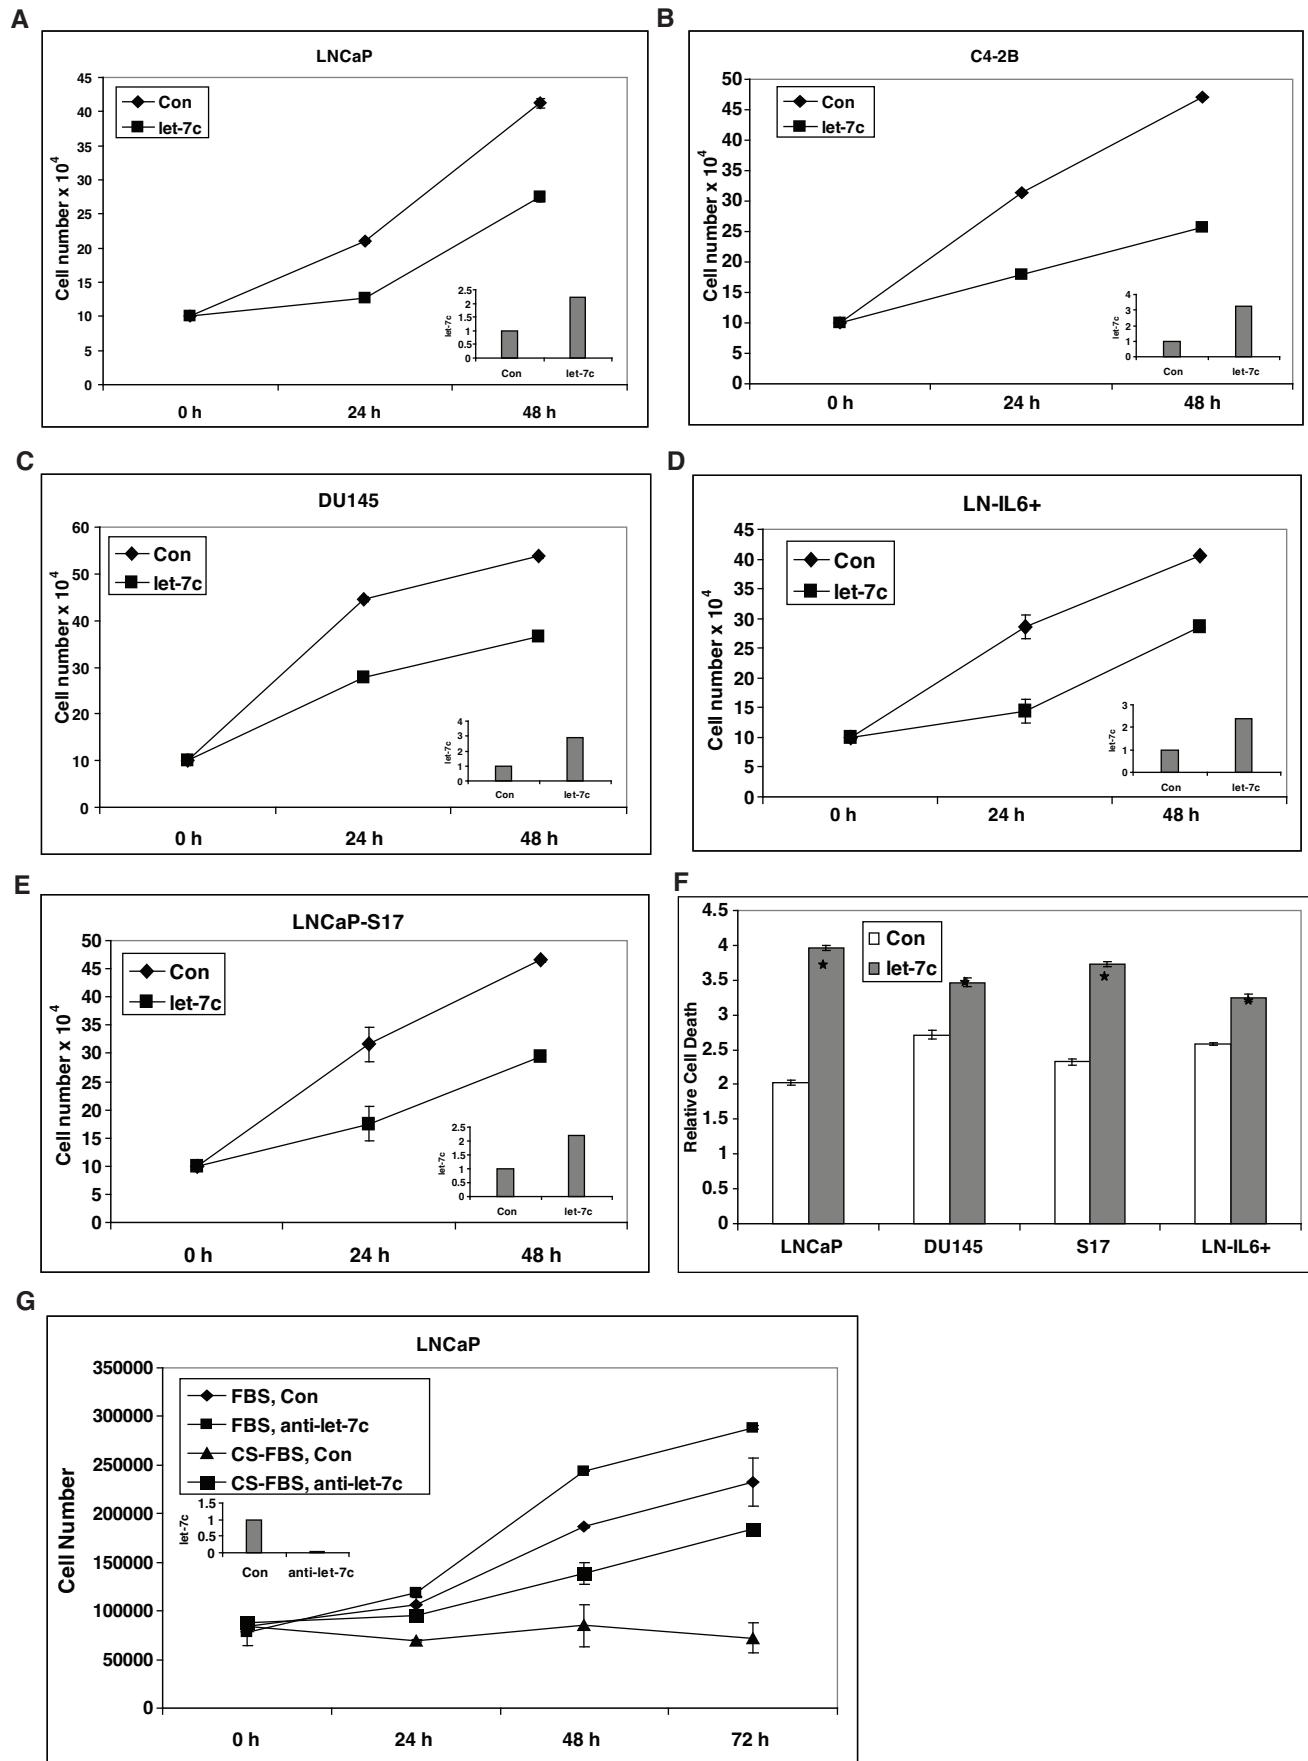 A
LNCaP
45
40
35
30
25
20
15
10
5
0
Cell number x 10^4
Con
let-7c
0 h 24 h 48 h
2.5
2
1.5
1
0.5
0
let-7c
Con let-7c
B
C4-2B
50
45
40
35
30
25
20
15
10
5
0
Cell number x 10^4
Con
let-7c
0 h 24 h 48 h
4
3
2
1
0
let-7c
Con let-7c
C
DU145
60
50
40
30
20
10
0
Cell number x 10^4
Con
let-7c
0 h 24 h 48 h
4
3
2
1
0
let-7c
Con let-7c
D
LN-IL6+
45
40
35
30
25
20
15
10
5
0
Cell number x 10^4
Con
let-7c
0 h 24 h 48 h
3
2
1
0
let-7c
Con let-7c
E
LNCaP-S17
50
45
40
35
30
25
20
15
10
5
0
Cell number x 10^4
Con
let-7c
0 h 24 h 48 h
2.5
2
1.5
1
0.5
0
let-7c
Con let-7c
F
4.5
4
3.5
3
2.5
2
1.5
1
0.5
0
Relative Cell Death
Con
let-7c
LNCaP DU145 S17 LN-IL6+
G
LNCaP
350000
300000
250000
200000
150000
100000
50000
0
Cell Number
FBS, Con
FBS, anti-let-7c
CS-FBS, Con
CS-FBS, anti-let-7c
1.5
1
0.5
0
let-7c
Con anti-let-7c
0 h 24 h 48 h 72 h